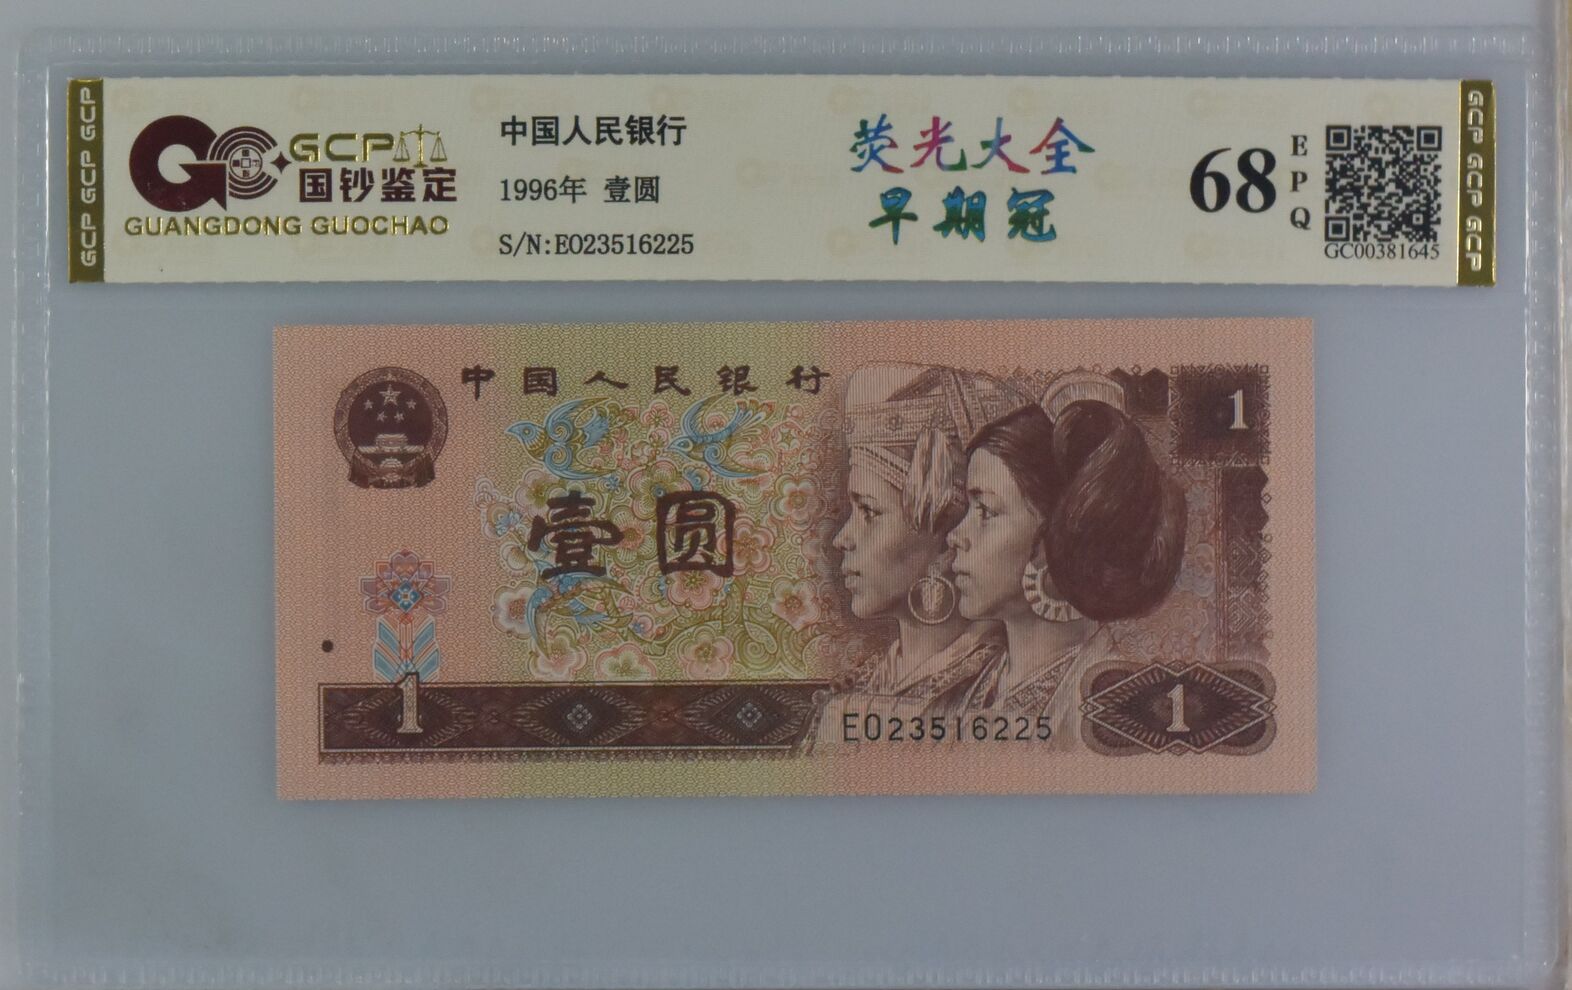 GCP GCP GCP
GCP
国钞鉴定
GUANGDONG GUOCHAO
中国人民银行
1996年 壹圆
S/N:EO23516225
荧光大全
早期冠
68
EPQ
GC00381645
GCP GCP GCP
中国人民银行
1
壹圆
1
EO23516225
1